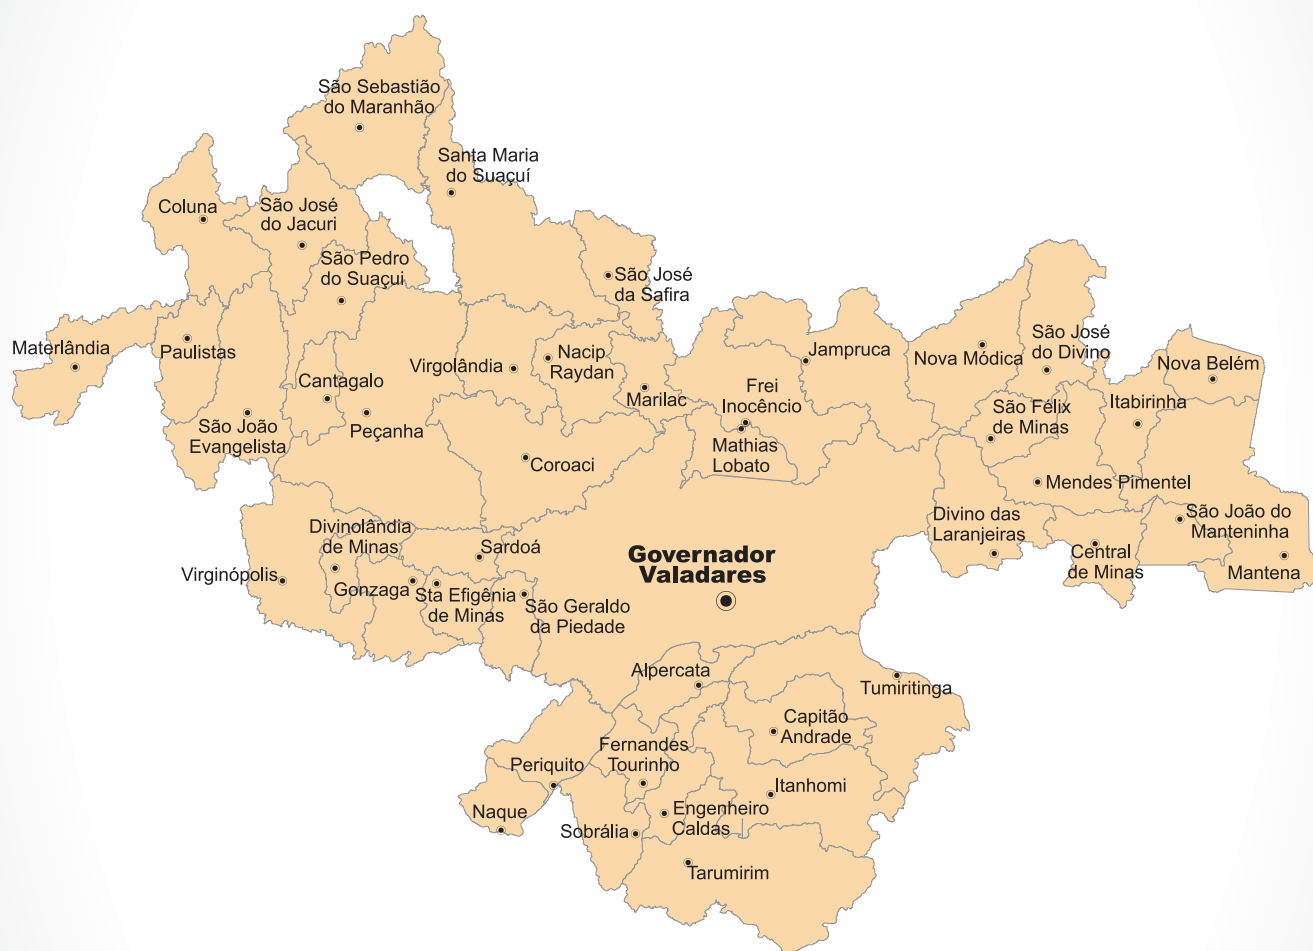 São Sebastião
do Maranhão
Santa Maria
do Suaçuí
Coluna
São José
do Jacuri
São Pedro
do Suaçui
São José
da Safira
Materlândia
Paulistas
Cantagalo
Virgolândia
Nacip
Raydan
Marilac
Frei
Inocêncio
Jampruca
Nova Módica
São José
do Divino
Nova Belém
São João
Evangelista
Peçanha
Coroaci
Mathias
Lobato
São Félix
de Minas
Itabirinha
Mendes Pimentel
Divinolândia
de Minas
Sardoá
Divino das
Laranjeiras
Central
de Minas
São João do
Manteninha
Mantena
Virginópolis
Gonzaga
Sta Efigênia
de Minas
São Geraldo
da Piedade
Governador
Valadares
Alpercata
Tumiritinga
Capitão
Andrade
Fernandes
Tourinho
Periquito
Itanhomi
Naque
Sobrália
Engenheiro
Caldas
Tarumirim